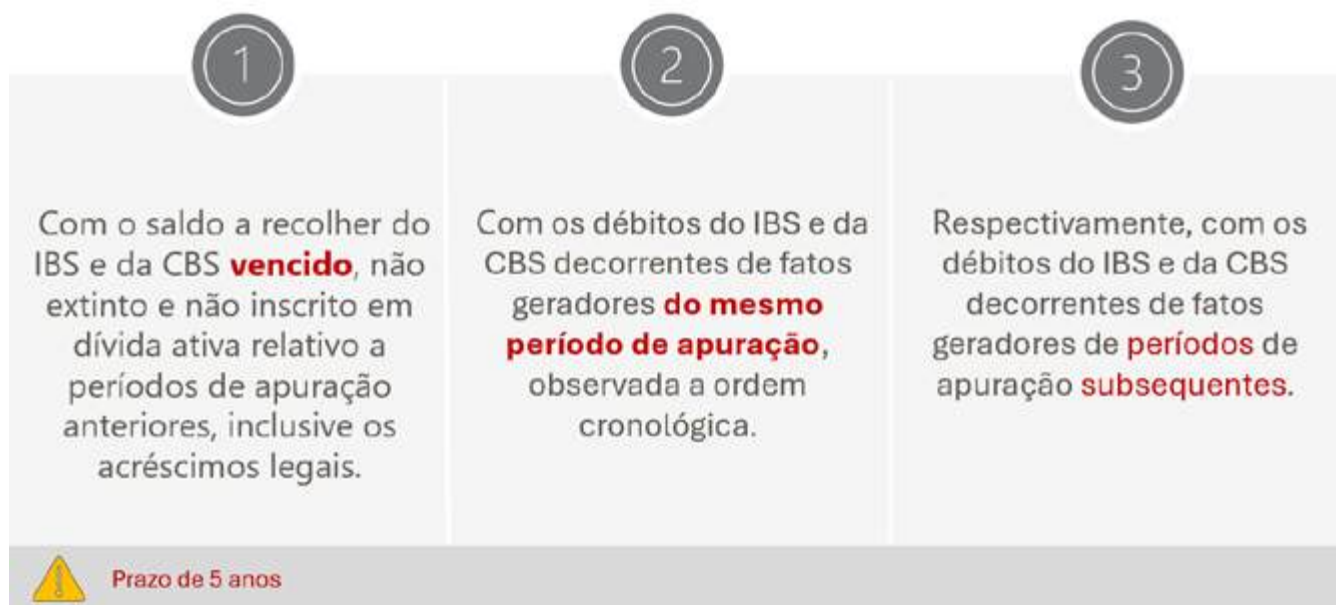 1
Com o saldo a recolher do
IBS e da CBS vencido, não
extinto e não inscrito em
dívida ativa relativo a
períodos de apuração
anteriores, inclusive os
acréscimos legais.
2
Com os débitos do IBS e da
CBS decorrentes de fatos
geradores do mesmo
período de apuração,
observada a ordem
cronológica.
3
Respectivamente, com os
débitos do IBS e da CBS
decorrentes de fatos
geradores de períodos de
apuração subsequentes.
Prazo de 5 anos